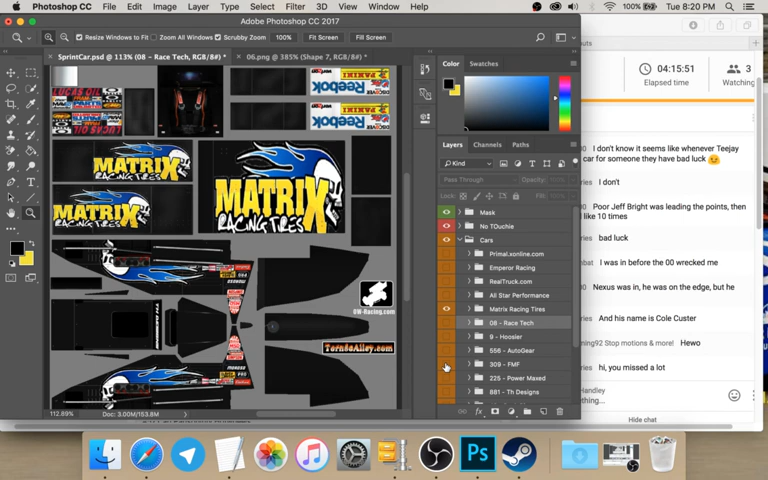 Photoshop CC File Edit Image Layer Type Select Filter 3D View Window Help 100% Tue 8:20 PM
Adobe Photoshop CC 2017
Resize Windows to Fit Zoom All Windows Scrubby Zoom 100% Fit Screen Fill Screen
SprintCar.psd @ 113% (08 - Race Tech, RGB/8#) * 06.png @ 385% (Shape 7, RGB/8#) *
Color Swatches
04:15:51 3
Elapsed time Watching
LUCAS OIL
Reebok
Reebok
MATRIX
RACING TIRES
MATRIX
RACING TIRES
MATRIX
RACING TIRES
OW-Racing.com
TornadoAlley.com
Layers Channels Paths
Kind
Pass Through Opacity:
Lock: Fill:
Mask
No TOuchie
Cars
Primal.xonline.com
Emperor Racing
RealTruck.com
All Star Performance
Matrix Racing Tires
08 - Race Tech
9 - Hoosier
556 - AutoGear
309 - FMF
225 - Power Maxed
881 - Th Designs
112.89% Doc: 3.00M/153.8M
I don't know it seems like whenever Teejay
car for someone they have bad luck
I don't
Poor Jeff Bright was leading the points, then
like 10 times
bad luck
I was in before the 00 wrecked me
Nexus was in, he was on the edge, but he
And his name is Cole Custer
ning92 Stop motions & more! Hewo
hi, you missed a lot
Handley
Hide chat
Ps